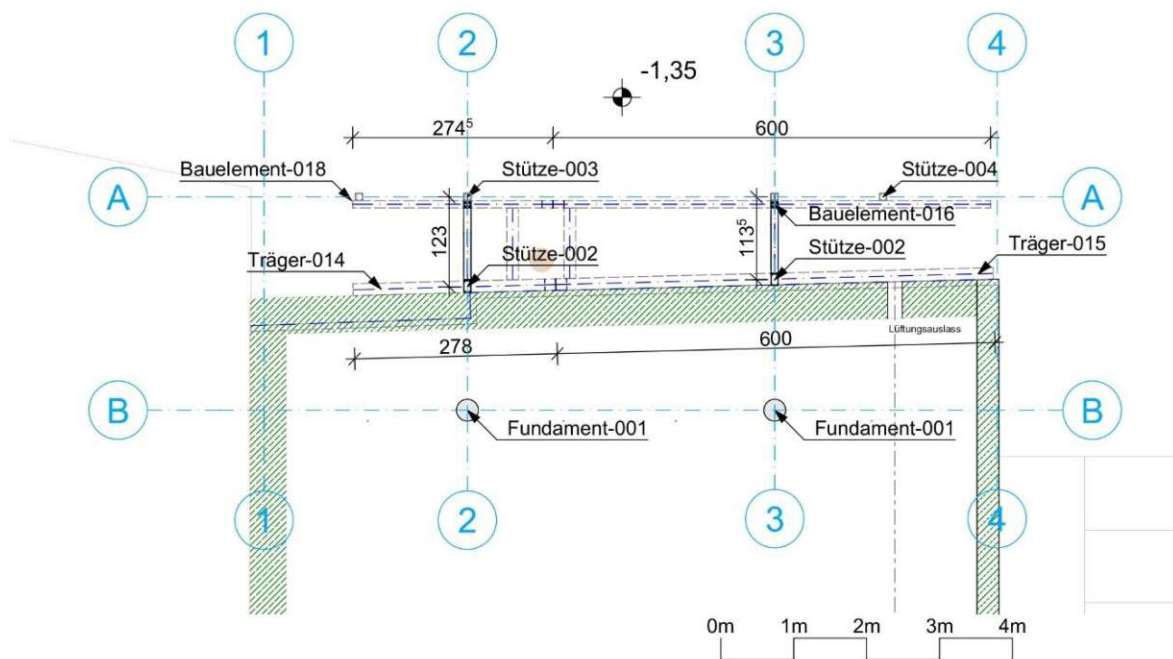 1
2
3
4
-1,35
274⁵
600
Bauelement-018
Stütze-003
Stütze-004
A
A
Bauelement-016
123
113⁵
Träger-014
Stütze-002
Stütze-002
Träger-015
Lüftungsauslass
278
600
B
B
Fundament-001
Fundament-001
1
2
3
4
0m 1m 2m 3m 4m